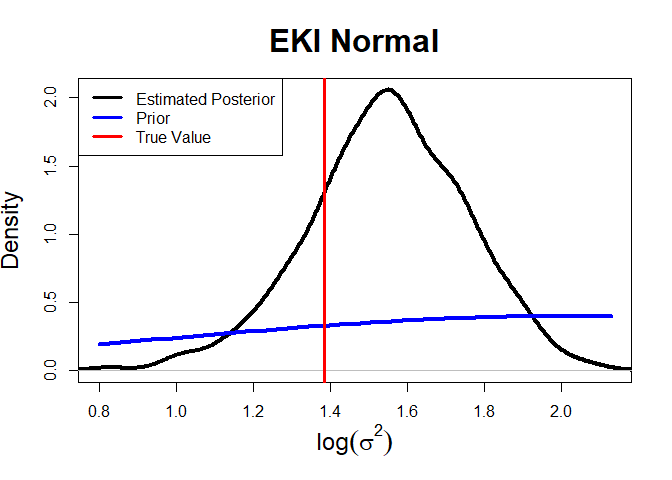 EKI Normal
Estimated Posterior
Prior
True Value
Density
0.0
0.5
1.0
1.5
2.0
0.8
1.0
1.2
1.4
1.6
1.8
2.0
log(σ²)